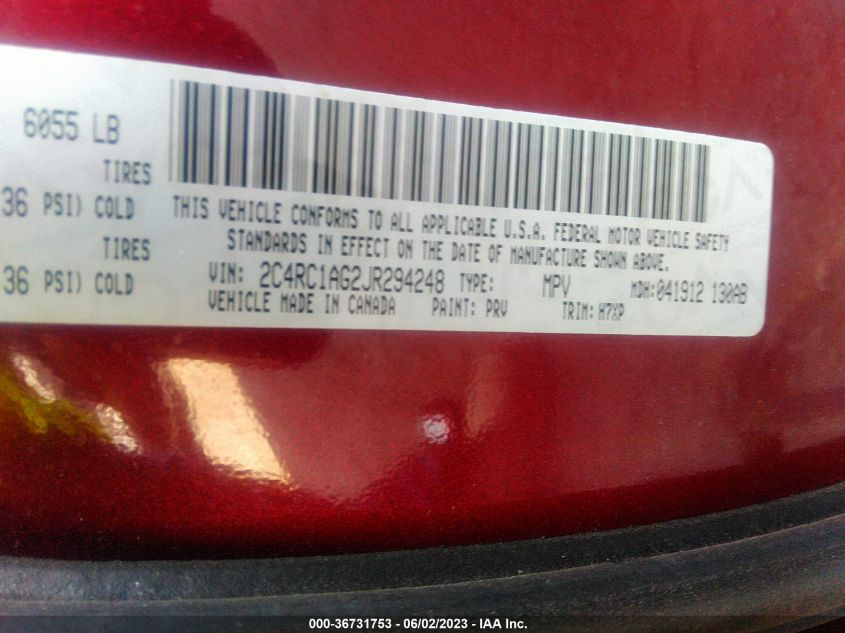 6055 LB
TIRES
36 PSI) COLD
TIRES
36 PSI) COLD
THIS VEHICLE CONFORMS TO ALL APPLICABLE U.S.A. FEDERAL MOTOR VEHICLE SAFETY
STANDARDS IN EFFECT ON THE DATE OF MANUFACTURE SHOWN ABOVE.
VIN: 2C4RC1AG2JR294248 TYPE: MPV MDH: 041912 130AB
VEHICLE MADE IN CANADA PAINT: PRV TRIM: H7XP
000-36731753 / 06/02/2023 - IAA Inc.